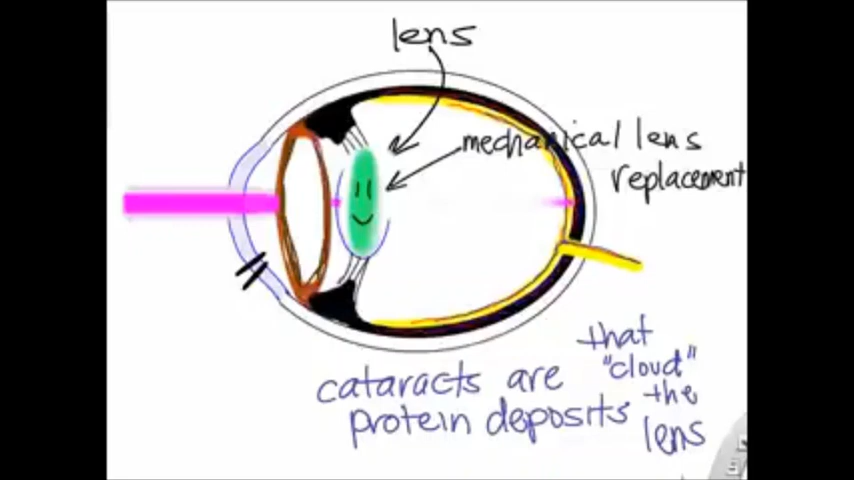 lens
mechanical lens
replacement
cataracts are
protein deposits
that
"cloud"
the
lens